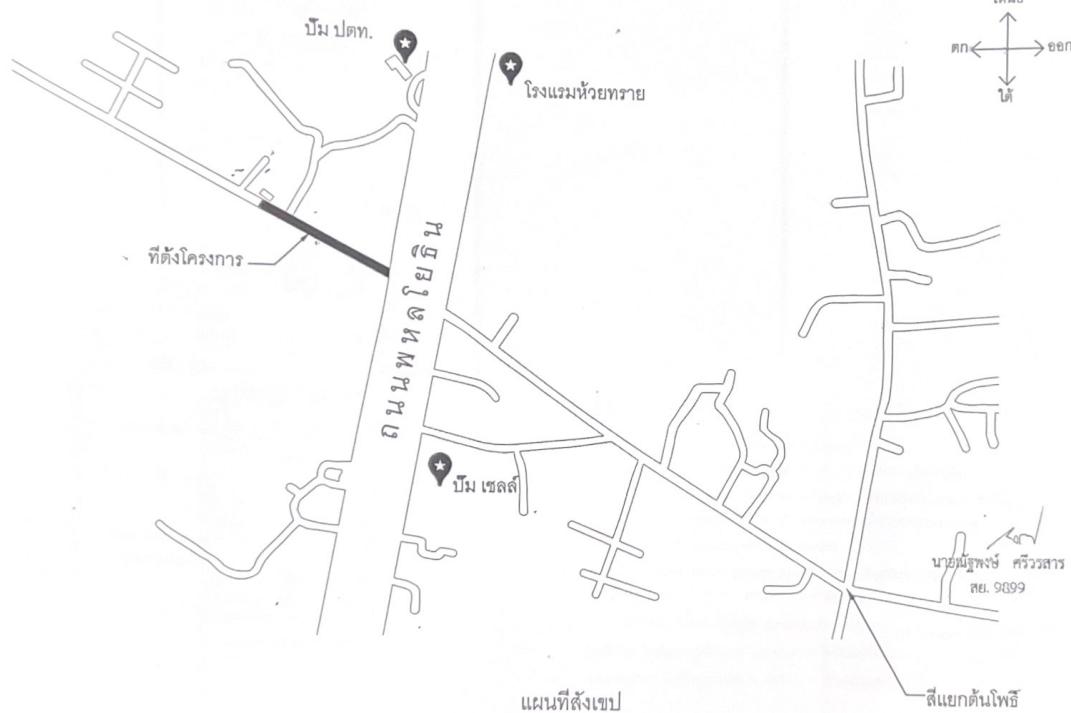 เหนือ
ตก
ออก
ใต้
ปั๊ม ปตท.
โรงแรมห้วยทราย
ที่ตั้งโครงการ
ถนนพหลโยธิน
ปั๊ม เชลล์
นายณัฐพงษ์ ศรีวรสาร
สย. 9899
สี่แยกต้นโพธิ์
แผนที่สังเขป